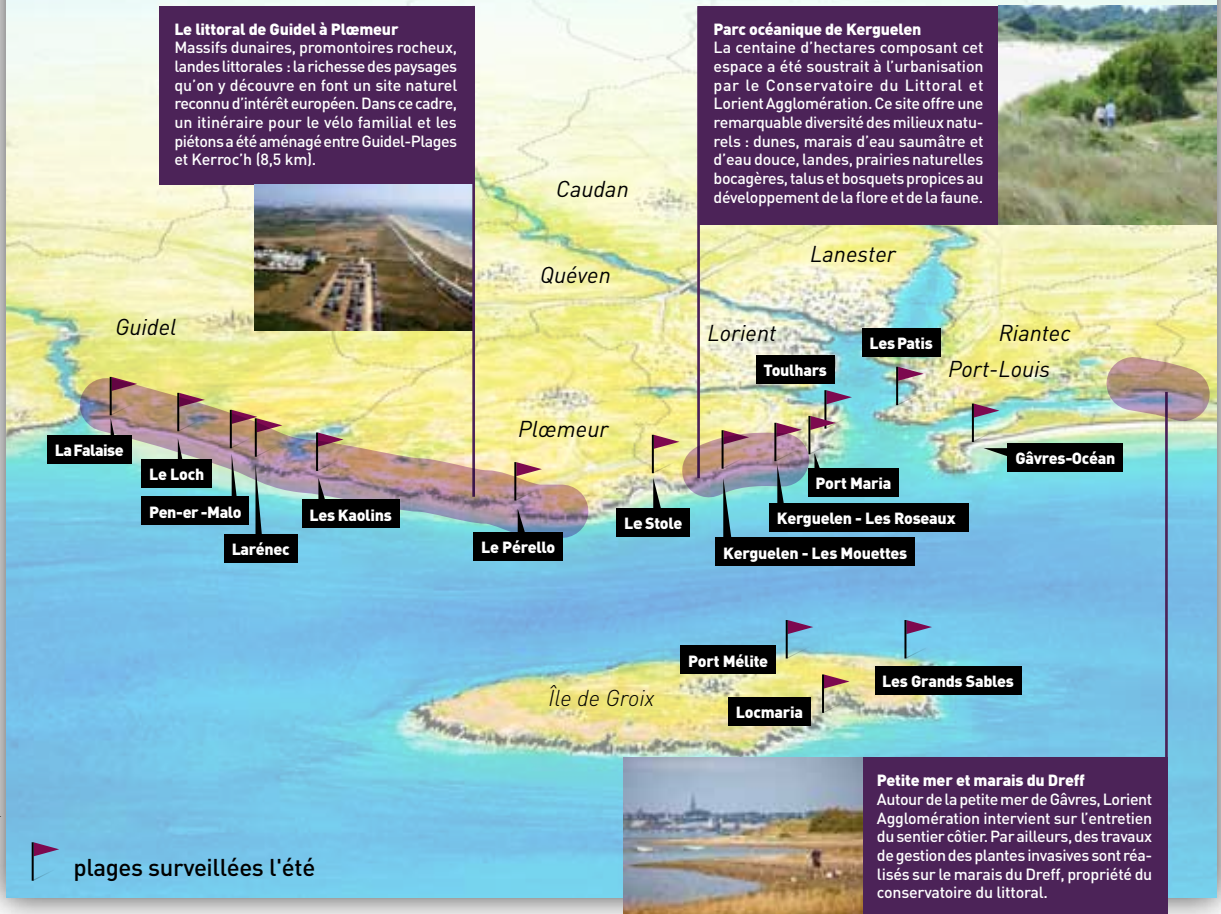 Le littoral de Guidel à Plœmeur
Massifs dunaires, promontoires rocheux,
landes littorales : la richesse des paysages
qu'on y découvre en font un site naturel
reconnu d'intérêt européen. Dans ce cadre,
un itinéraire pour le vélo familial et les
piétons a été aménagé entre Guidel-Plages
et Kerroc'h (8,5 km).
Parc océanique de Kerguelen
La centaine d'hectares composant cet
espace a été soustrait à l'urbanisation
par le Conservatoire du Littoral et
Lorient Agglomération. Ce site offre une
remarquable diversité des milieux natu-
rels : dunes, marais d'eau saumâtre et
d'eau douce, landes, prairies naturelles
bocagères, talus et bosquets propices au
développement de la flore et de la faune.
Caudan
Lanester
Quéven
Guidel
Lorient
Les Patis
Riantec
Toulhars
Port-Louis
Plœmeur
La Falaise
Gâvres-Océan
Le Loch
Port Maria
Pen-er -Malo
Les Kaolins
Le Stole
Kerguelen - Les Roseaux
Larénec
Le Pérello
Kerguelen - Les Mouettes
Port Mélite
Les Grands Sables
Île de Groix
Locmaria
Petite mer et marais du Dreff
Autour de la petite mer de Gâvres, Lorient
Agglomération intervient sur l'entretien
du sentier côtier. Par ailleurs, des travaux
de gestion des plantes invasives sont réa-
lisés sur le marais du Dreff, propriété du
conservatoire du littoral.
plages surveillées l'été